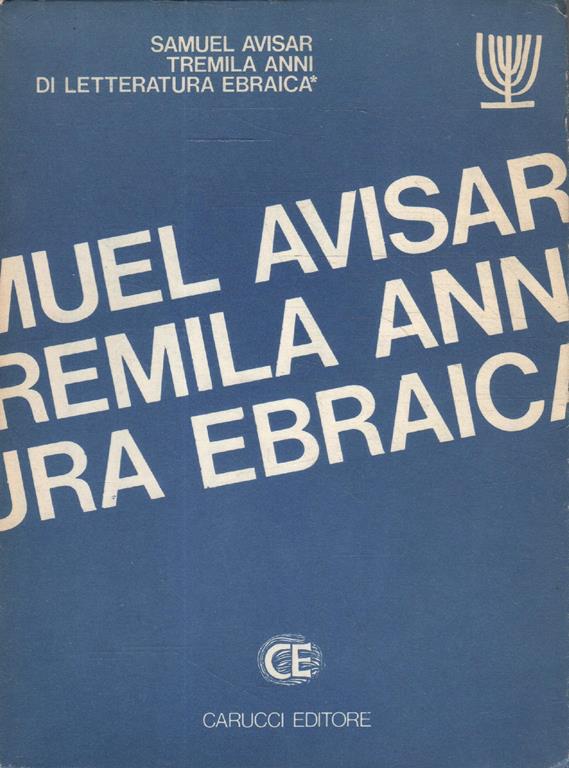 SAMUEL AVISAR
TREMILA ANNI
DI LETTERATURA EBRAICA*
MUEL AVISAR
REMILA ANN
URA EBRAICA
CE
CARUCCI EDITORE